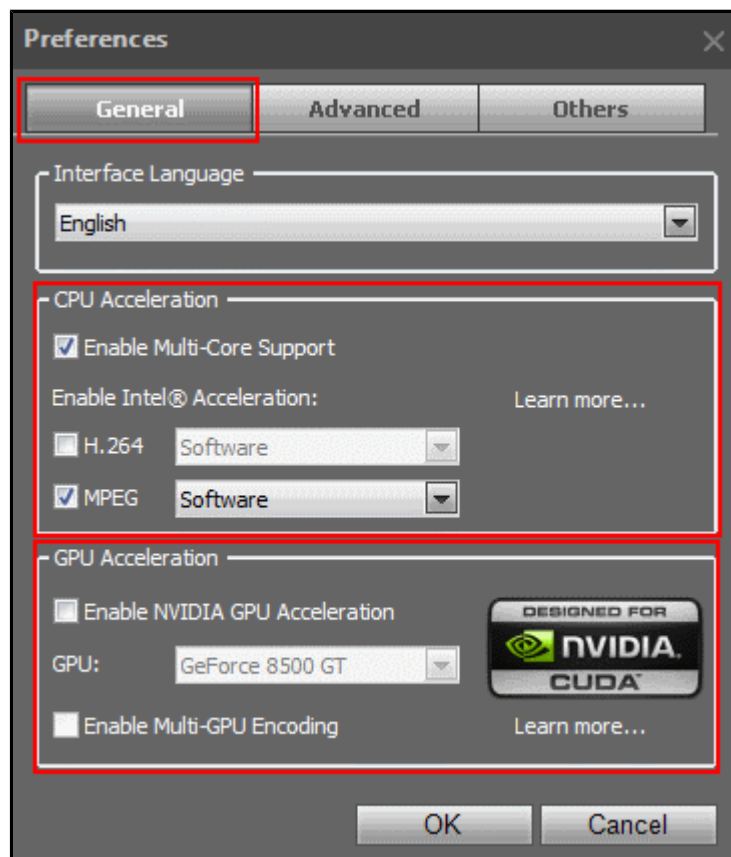 Preferences
General Advanced Others
Interface Language
English
CPU Acceleration
Enable Multi-Core Support
Enable Intel® Acceleration: Learn more...
H.264 Software
MPEG Software
GPU Acceleration
Enable NVIDIA GPU Acceleration
GPU: GeForce 8500 GT
DESIGNED FOR
NVIDIA.
CUDA™
Enable Multi-GPU Encoding Learn more...
OK Cancel